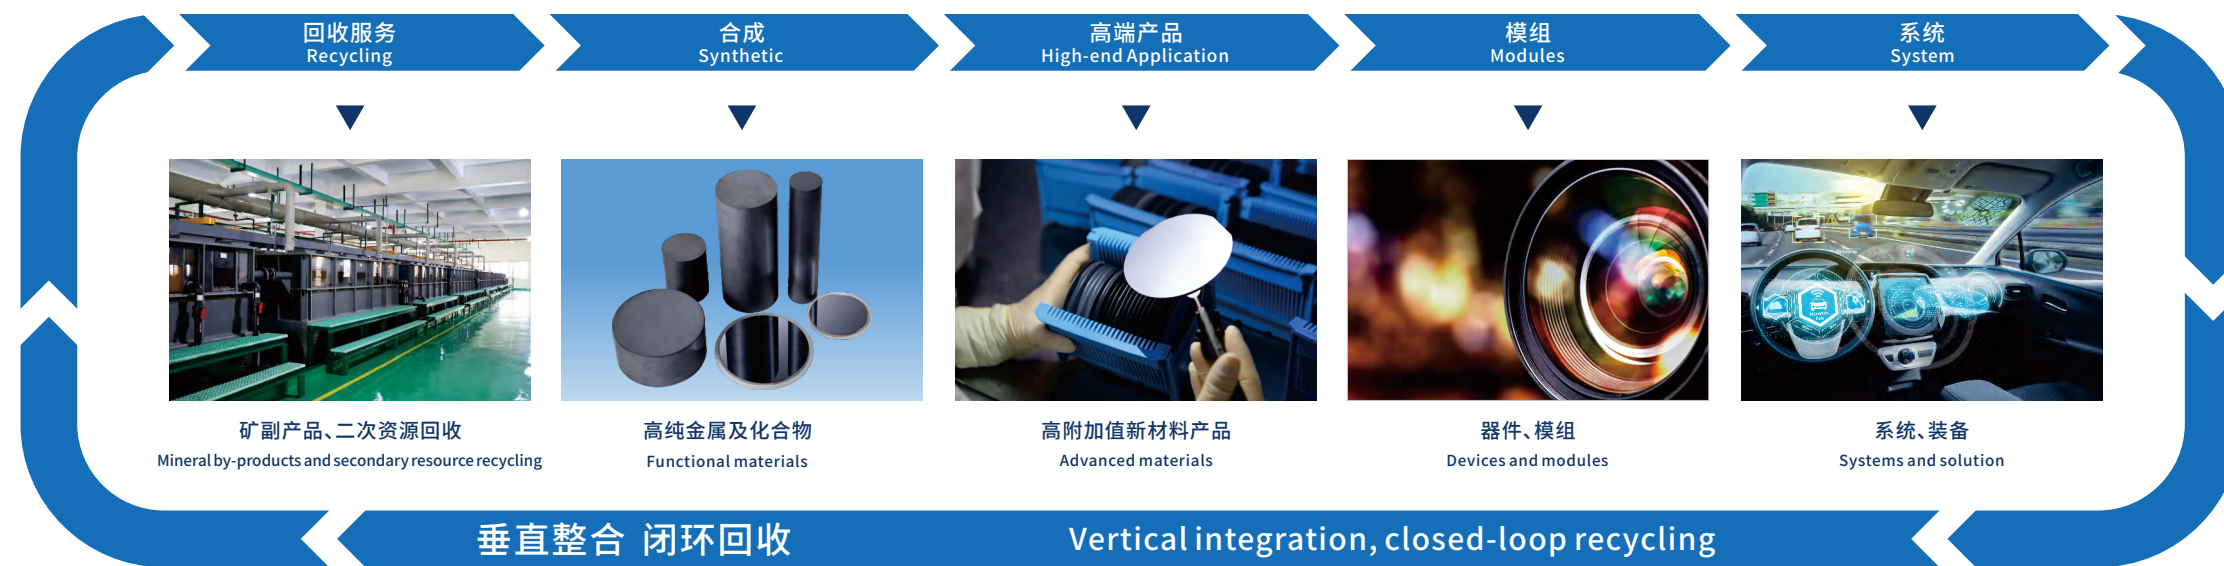 回收服务
Recycling
合成
Synthetic
高端产品
High-end Application
模组
Modules
系统
System
矿副产品、二次资源回收
Mineral by-products and secondary resource recycling
高纯金属及化合物
Functional materials
高附加值新材料产品
Advanced materials
器件、模组
Devices and modules
系统、装备
Systems and solution
垂直整合 闭环回收
Vertical integration, closed-loop recycling